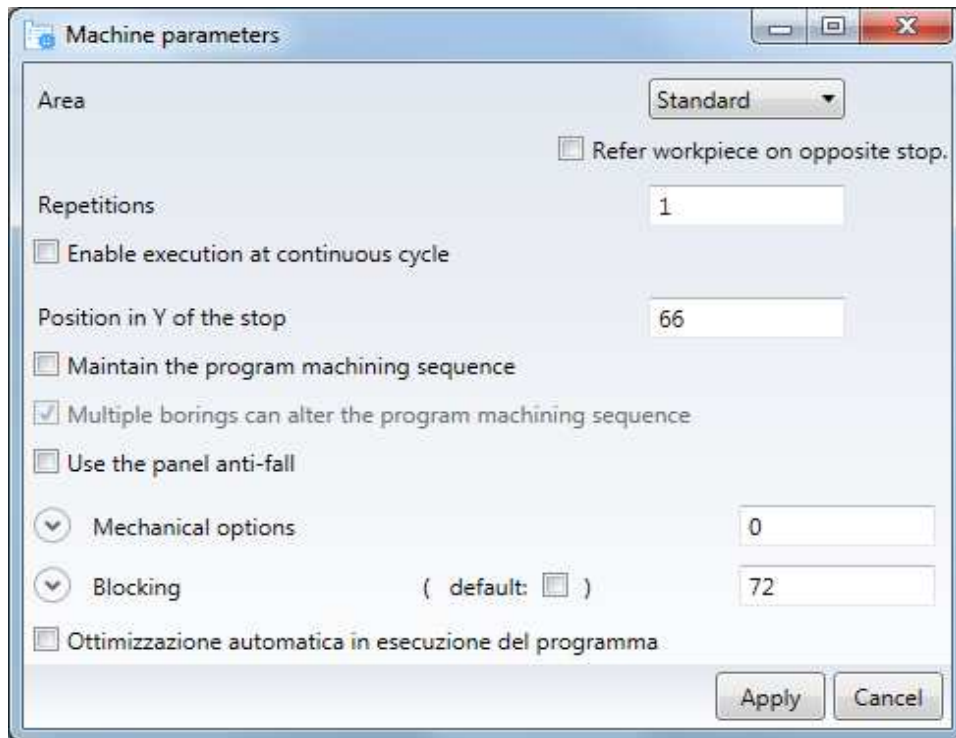 Machine parameters
Area Standard
Refer workpiece on opposite stop.
Repetitions 1
Enable execution at continuous cycle
Position in Y of the stop 66
Maintain the program machining sequence
Multiple borings can alter the program machining sequence
Use the panel anti-fall
Mechanical options 0
Blocking ( default: ) 72
Ottimizzazione automatica in esecuzione del programma
Apply Cancel